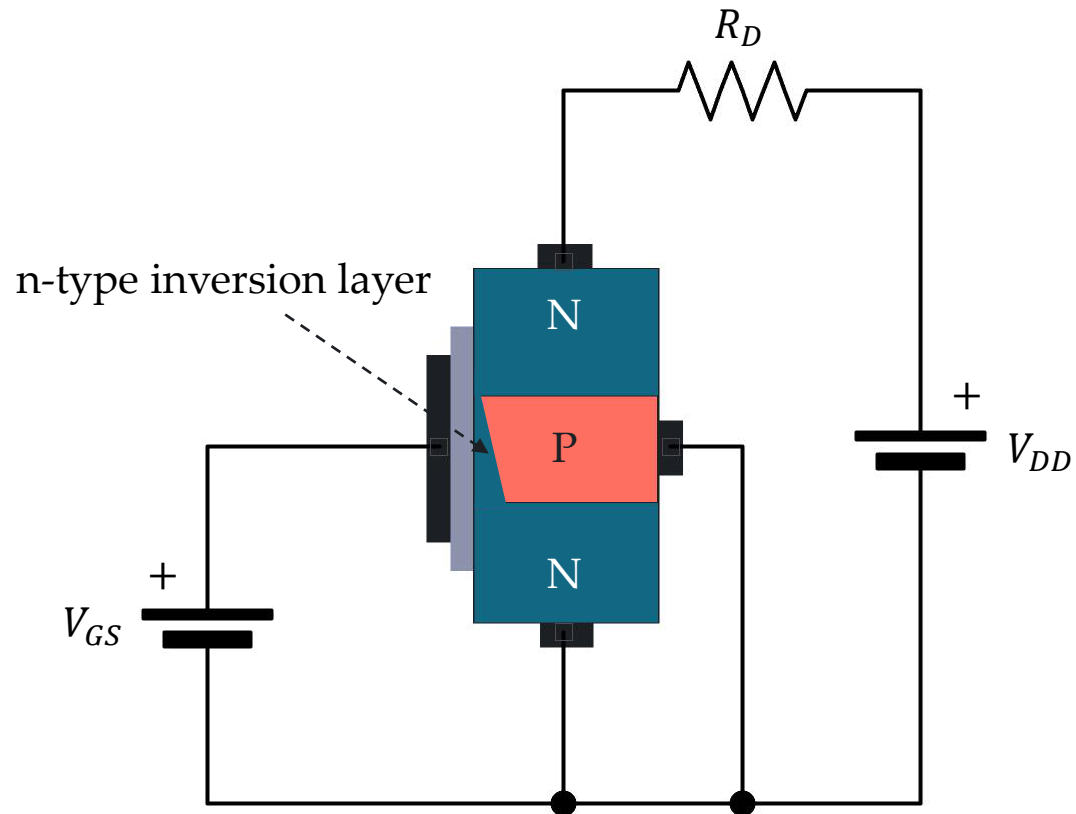 R_D
n-type inversion layer
N
P
+
V_DD
N
+
V_GS